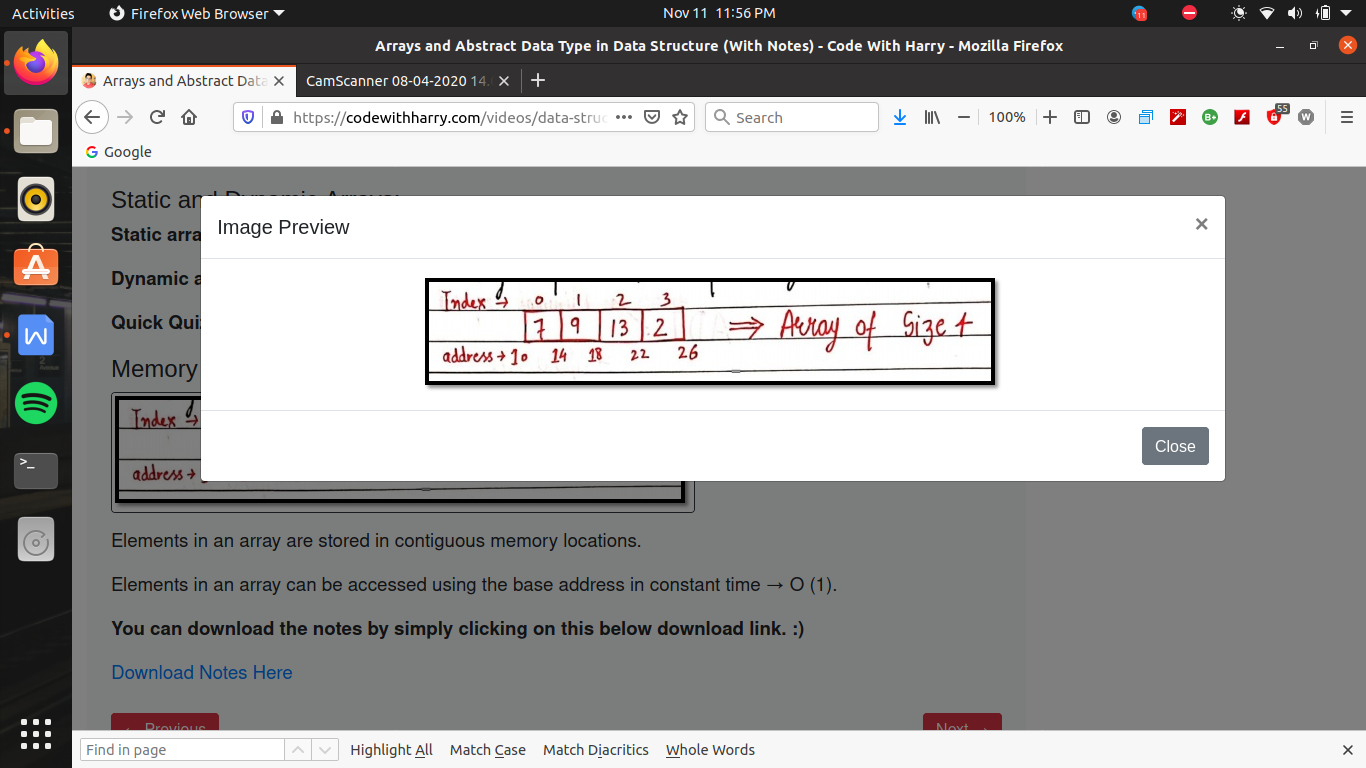 Activities
Firefox Web Browser
Nov 11 11:56 PM
11
Arrays and Abstract Data Type in Data Structure (With Notes) - Code With Harry - Mozilla Firefox
Arrays and Abstract Data
CamScanner 08-04-2020 14.
https://codewithharry.com/videos/data-struc
Search
100%
B+
55
W
G Google
Static an
Image Preview
Static arra
Dynamic a
Quick Qui
Memory
Index → 0 1 2 3
7 9 13 2 ⇒ Array of Size 4
address → 10 14 18 22 26
Close
Index →
address →
Elements in an array are stored in contiguous memory locations.
Elements in an array can be accessed using the base address in constant time → O (1).
You can download the notes by simply clicking on this below download link. :)
Download Notes Here
← Previous
Next →
Find in page
Highlight All
Match Case
Match Diacritics
Whole Words